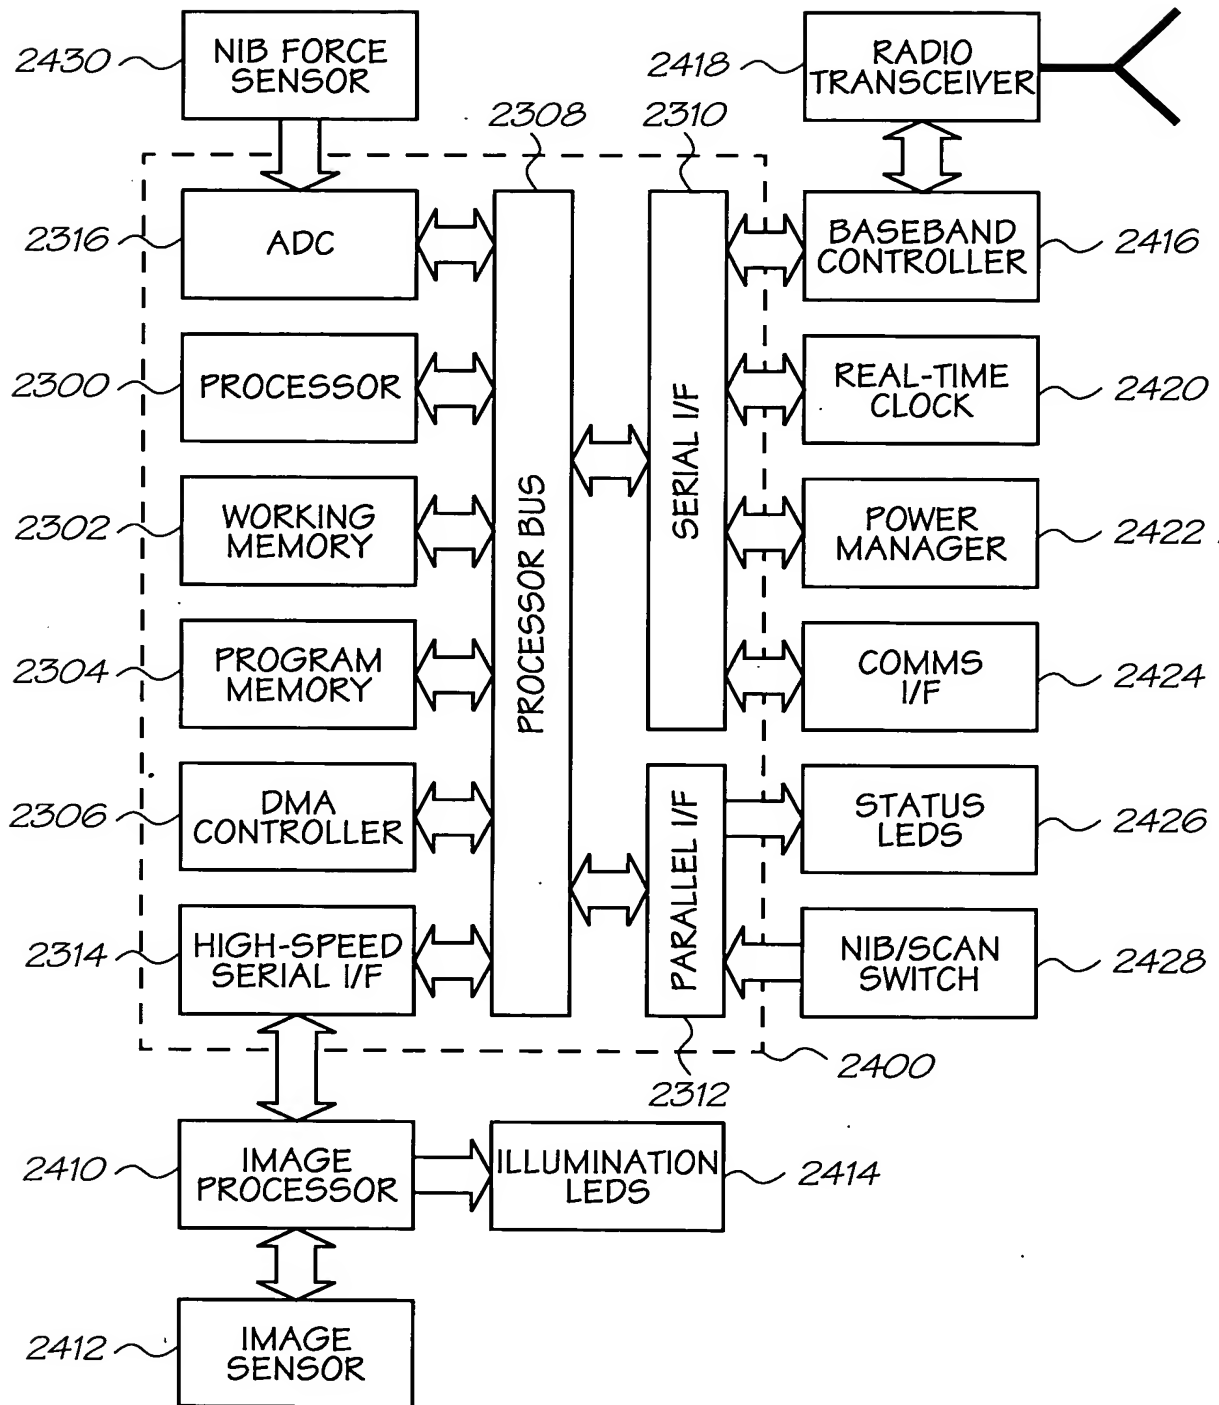 2430
NIB FORCE
SENSOR
2418
RADIO
TRANSCEIVER
2308
2310
2316
ADC
BASEBAND
CONTROLLER
2416
2300
PROCESSOR
REAL-TIME
CLOCK
2420
2302
WORKING
MEMORY
PROCESSOR BUS
SERIAL I/F
POWER
MANAGER
2422
2304
PROGRAM
MEMORY
COMMS
I/F
2424
2306
DMA
CONTROLLER
PARALLEL I/F
STATUS
LEDS
2426
2314
HIGH-SPEED
SERIAL I/F
NIB/SCAN
SWITCH
2428
2312
2400
2410
IMAGE
PROCESSOR
ILLUMINATION
LEDS
2414
2412
IMAGE
SENSOR